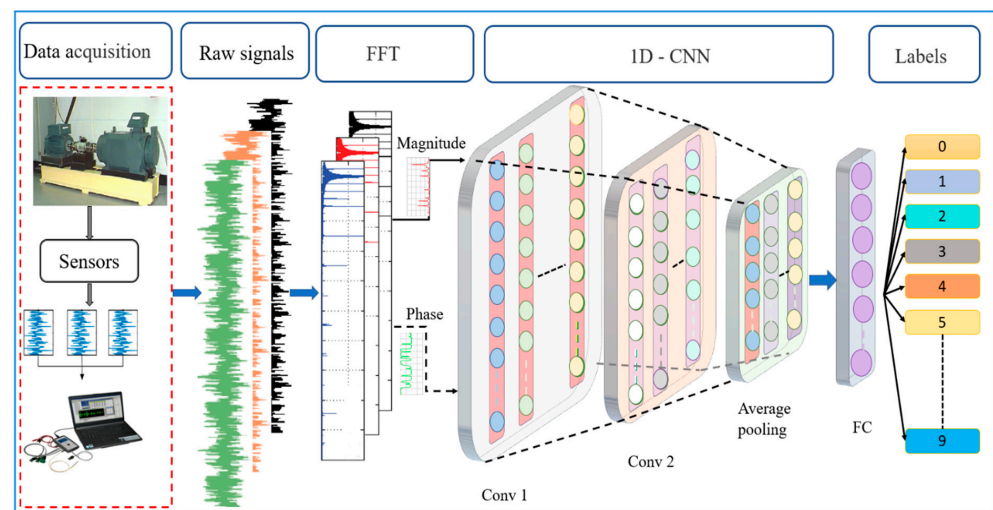 Data acquisition
Raw signals
FFT
1D - CNN
Labels
Sensors
Magnitude
Phase
Conv 1
Conv 2
Average
pooling
FC
0
1
2
3
4
5
9